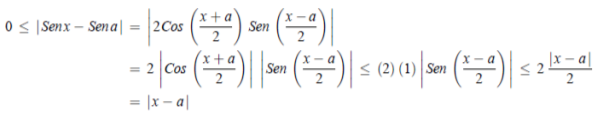 0 ≤ |Senx − Sena| = |2Cos ((x + a)/2) Sen ((x − a)/2)|
= 2 |Cos ((x + a)/2)| |Sen ((x − a)/2)| ≤ (2) (1) |Sen ((x − a)/2)| ≤ 2 |x − a|/2
= |x − a|